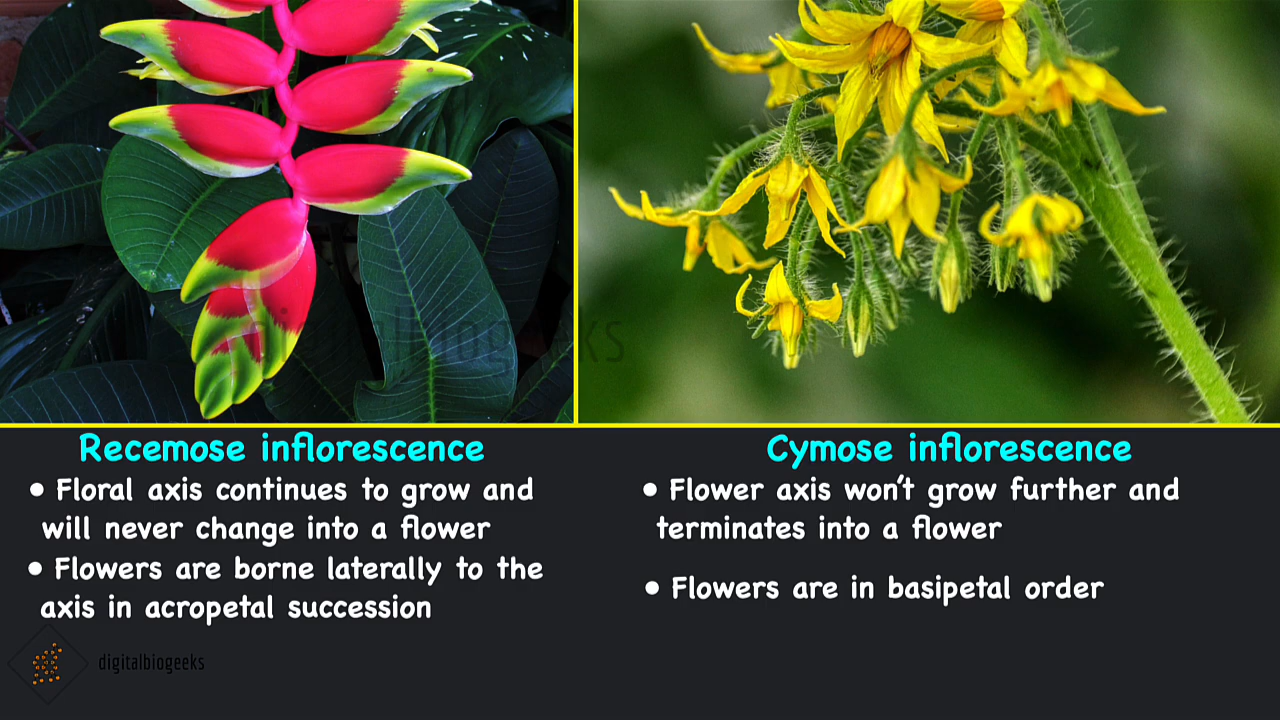 digitalbiogeeks
Recemose inflorescence
• Floral axis continues to grow and
will never change into a flower
• Flowers are borne laterally to the
axis in acropetal succession
Cymose inflorescence
• Flower axis won't grow further and
terminates into a flower
• Flowers are in basipetal order
digitalbiogeeks